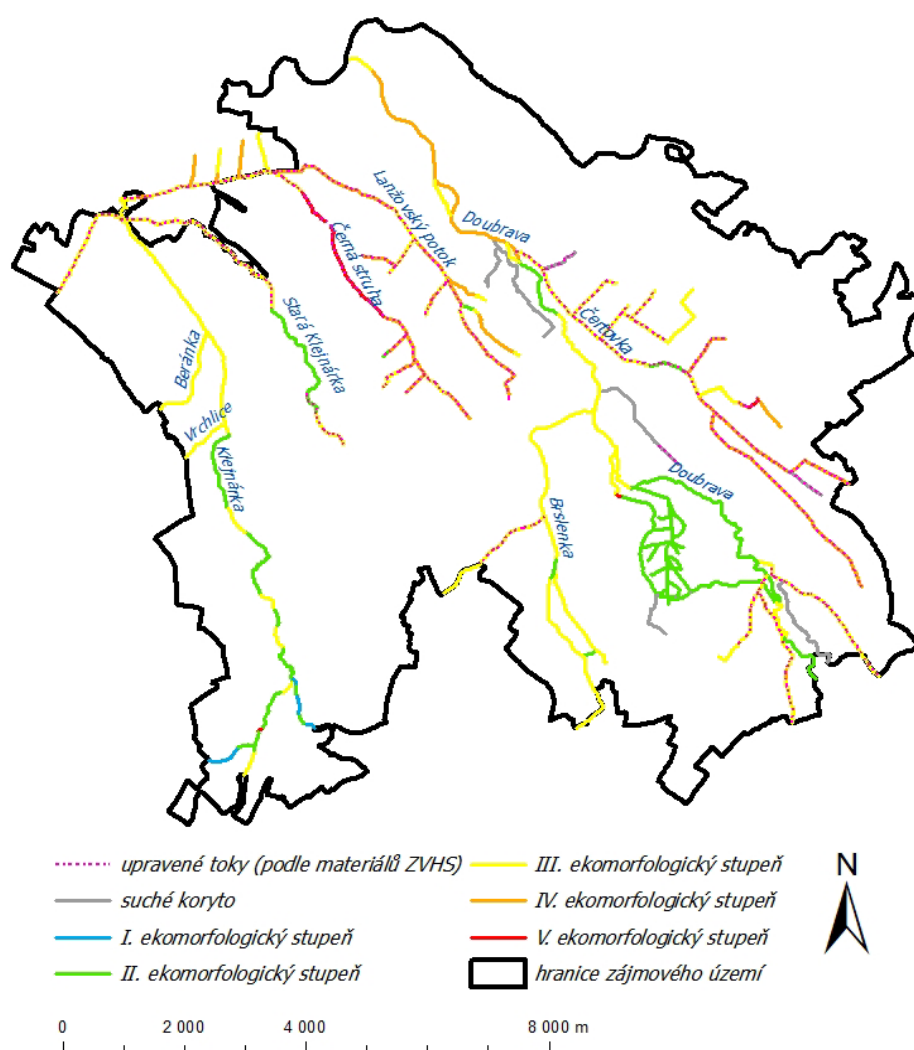 Lanžovský potok
Doubrava
Černá struha
Čertovka
Stará Klejnárka
Beránka
Vrchlice
Klejnárka
Doubrava
Brslenka
upravené toky (podle materiálů ZVHS)
suché koryto
I. ekomorfologický stupeň
II. ekomorfologický stupeň
III. ekomorfologický stupeň
IV. ekomorfologický stupeň
V. ekomorfologický stupeň
hranice zájmového území
N
0 2 000 4 000 8 000 m